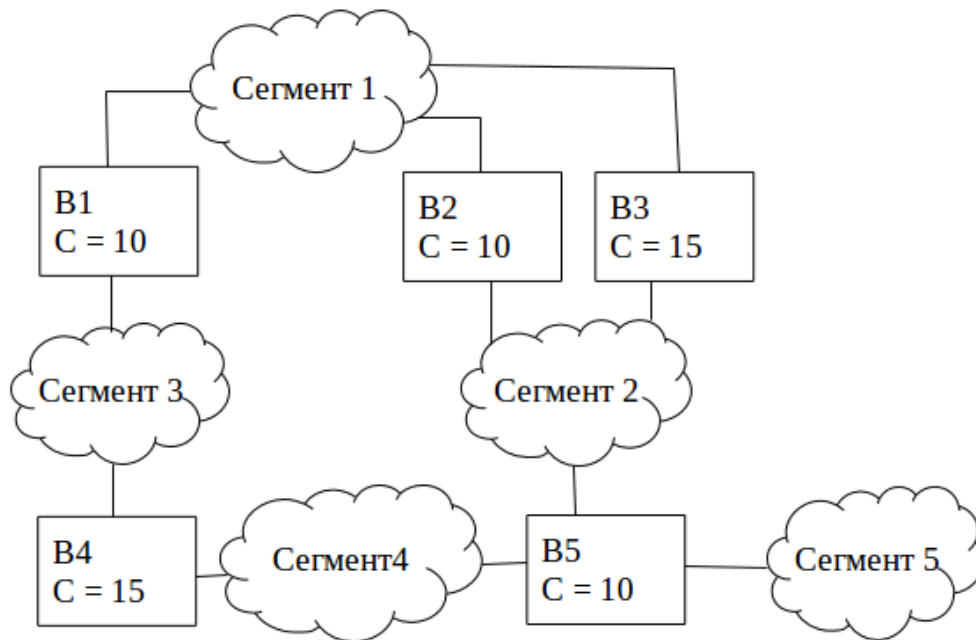 Сегмент 1
B1
C = 10
B2
C = 10
B3
C = 15
Сегмент 3
Сегмент 2
B4
C = 15
Сегмент4
B5
C = 10
Сегмент 5